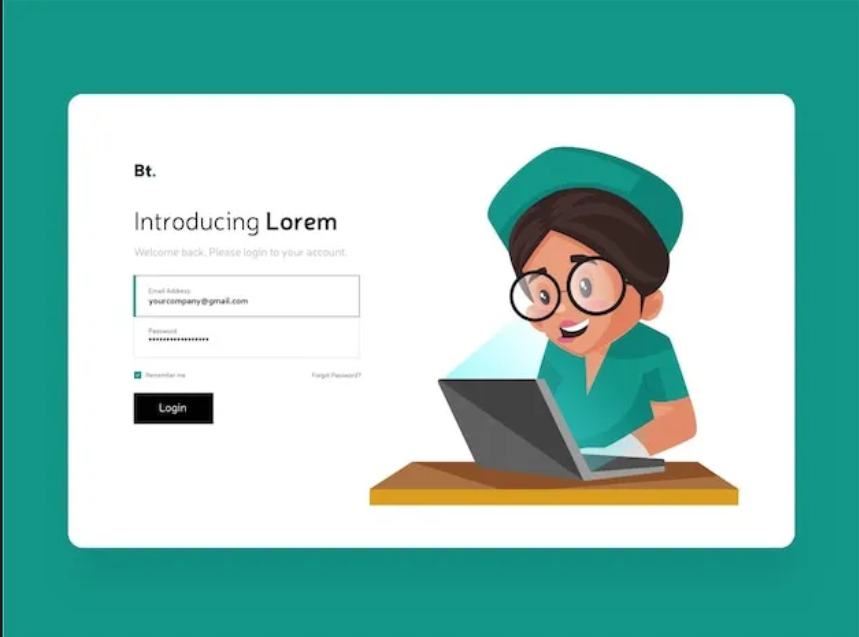 Bt.
Introducing Lorem
Welcome back, Please login to your account.
Email Address
yourcompany@gmail.com
Password
•••••••••••••••••
Remember me
Forgot Password?
Login